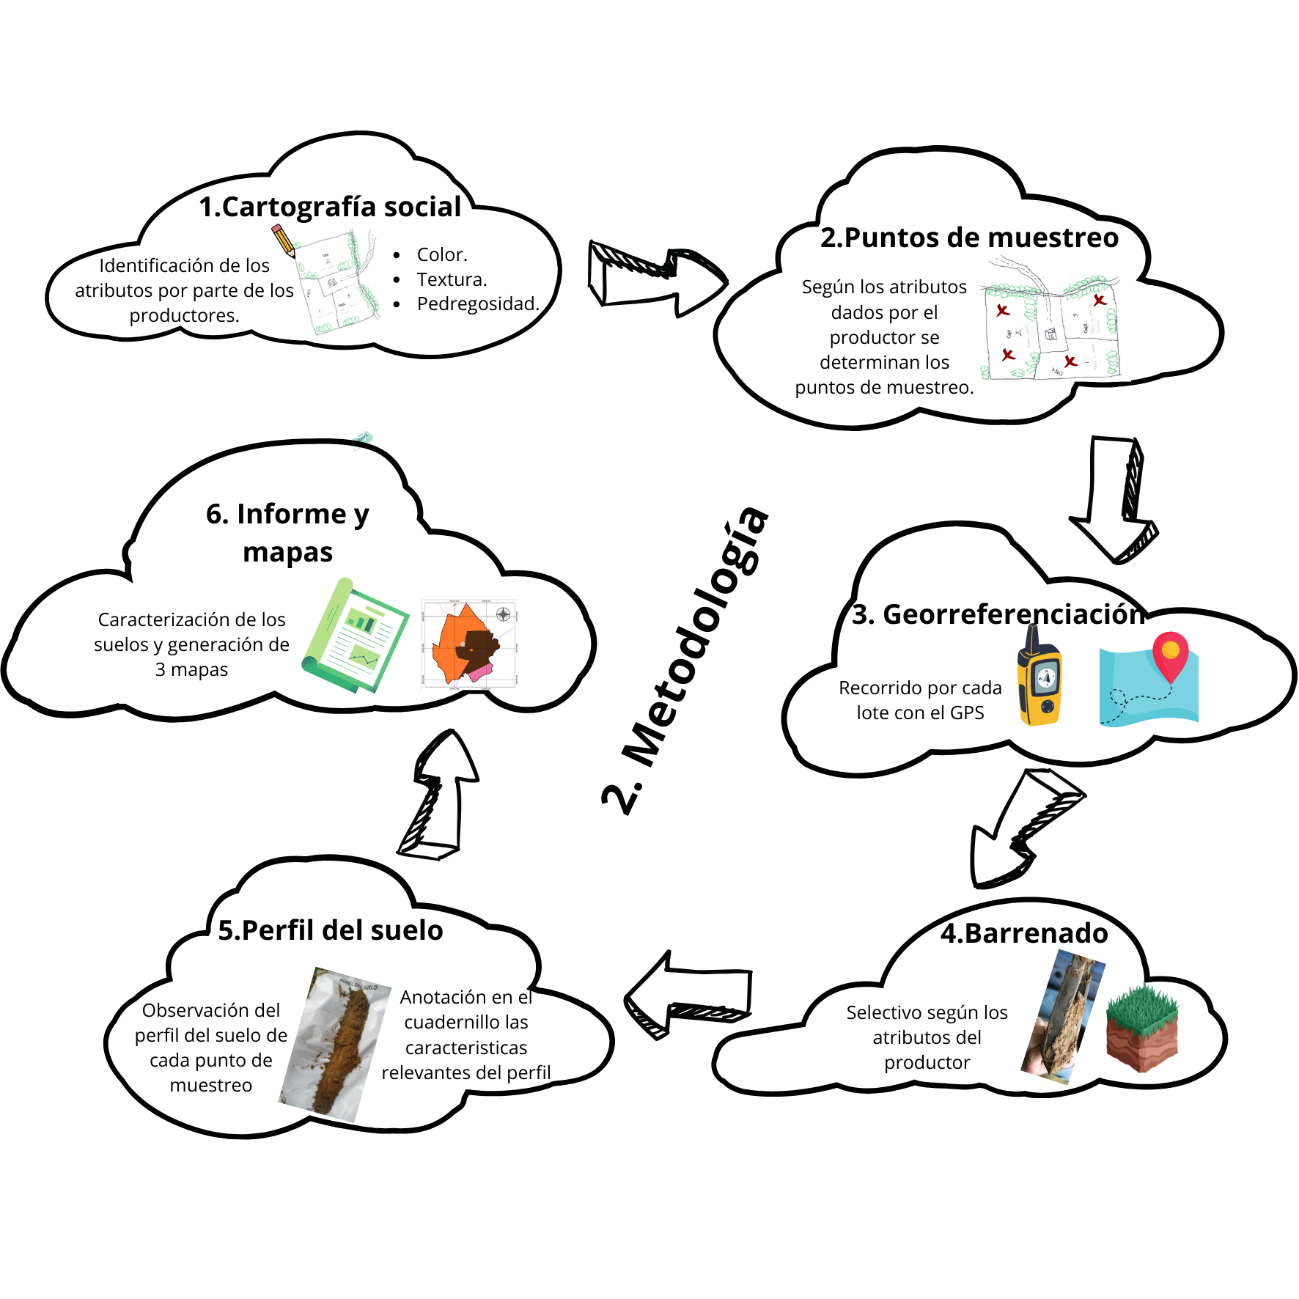 1.Cartografía social
Identificación de los
atributos por parte de los
productores.
Color.
Textura.
Pedregosidad.
2.Puntos de muestreo
Según los atributos
dados por el
productor se
determinan los
puntos de muestreo.
3. Georreferenciación
Recorrido por cada
lote con el GPS
4.Barrenado
Selectivo según los
atributos del
productor
5.Perfil del suelo
Observación del
perfil del suelo de
cada punto de
muestreo
Anotación en el
cuadernillo las
caracteristicas
relevantes del perfil
6. Informe y
mapas
Caracterización de los
suelos y generación de
3 mapas
2. Metodología